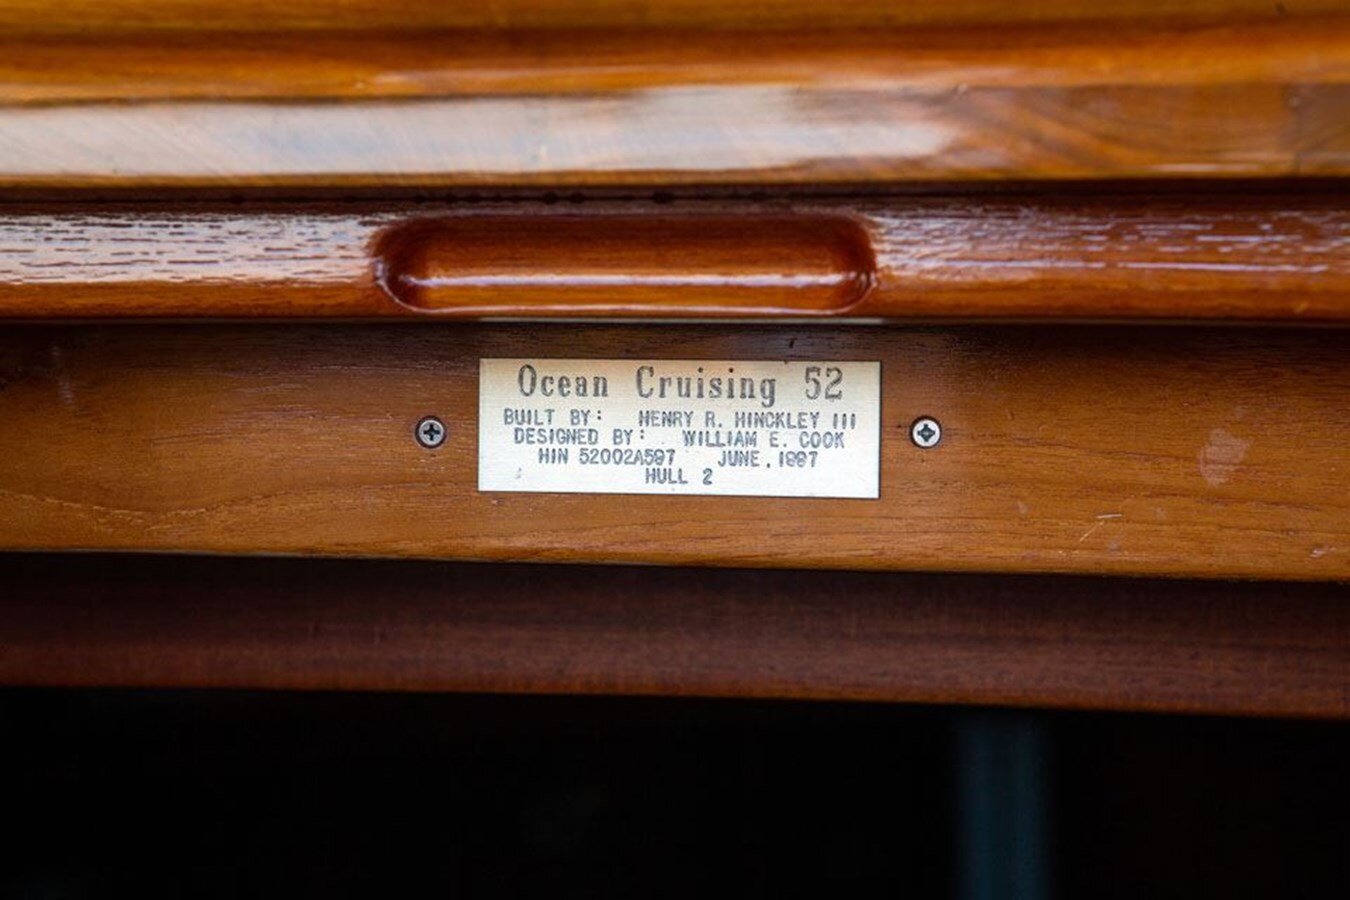 Ocean Cruising 52
BUILT BY: HENRY R. HINCKLEY III
DESIGNED BY: WILLIAM E. COOK
HIN 52002A597 JUNE, 1997
HULL 2